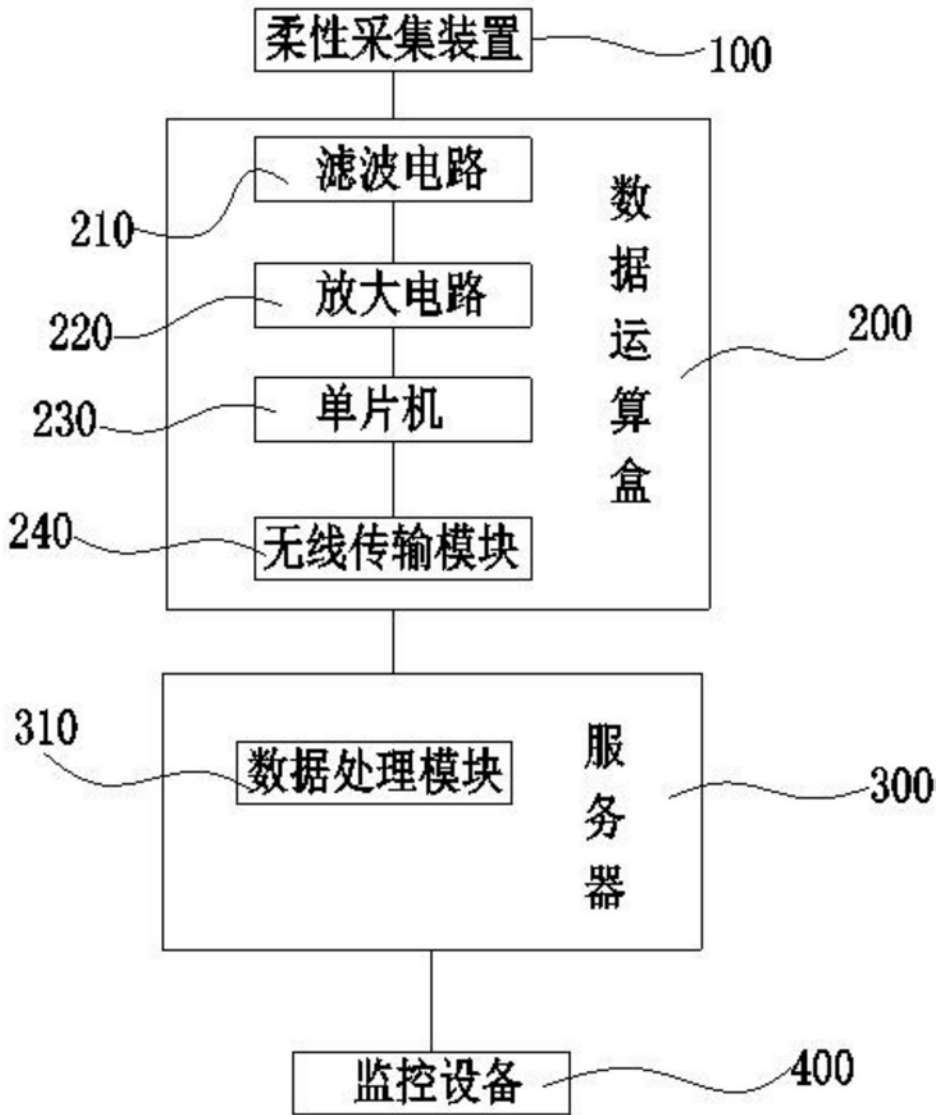 柔性采集装置
100
滤波电路
210
放大电路
220
单片机
230
无线传输模块
240
数据运算盒
200
数据处理模块
310
服务器
300
监控设备
400